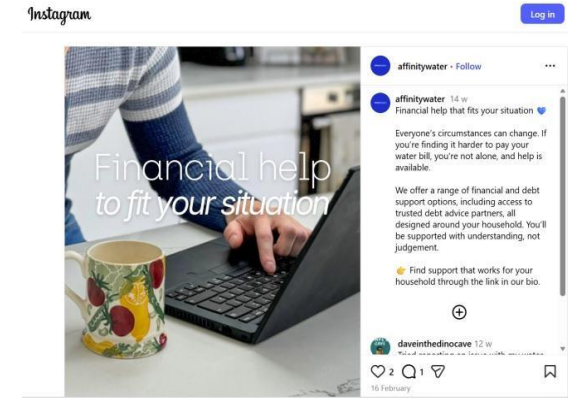 Instagram
Log in
Financial help
to fit your situation
affinitywater • Follow
affinitywater 14 w
Financial help that fits your situation 💙
Everyone's circumstances can change. If
you're finding it harder to pay your
water bill, you're not alone, and help is
available.
We offer a range of financial and debt
support options, including access to
trusted debt advice partners, all
designed around your household. You'll
be supported with understanding, not
judgement.
👉 Find support that works for your
household through the link in our bio.
daveinthedinocave 12 w
2 1
16 February